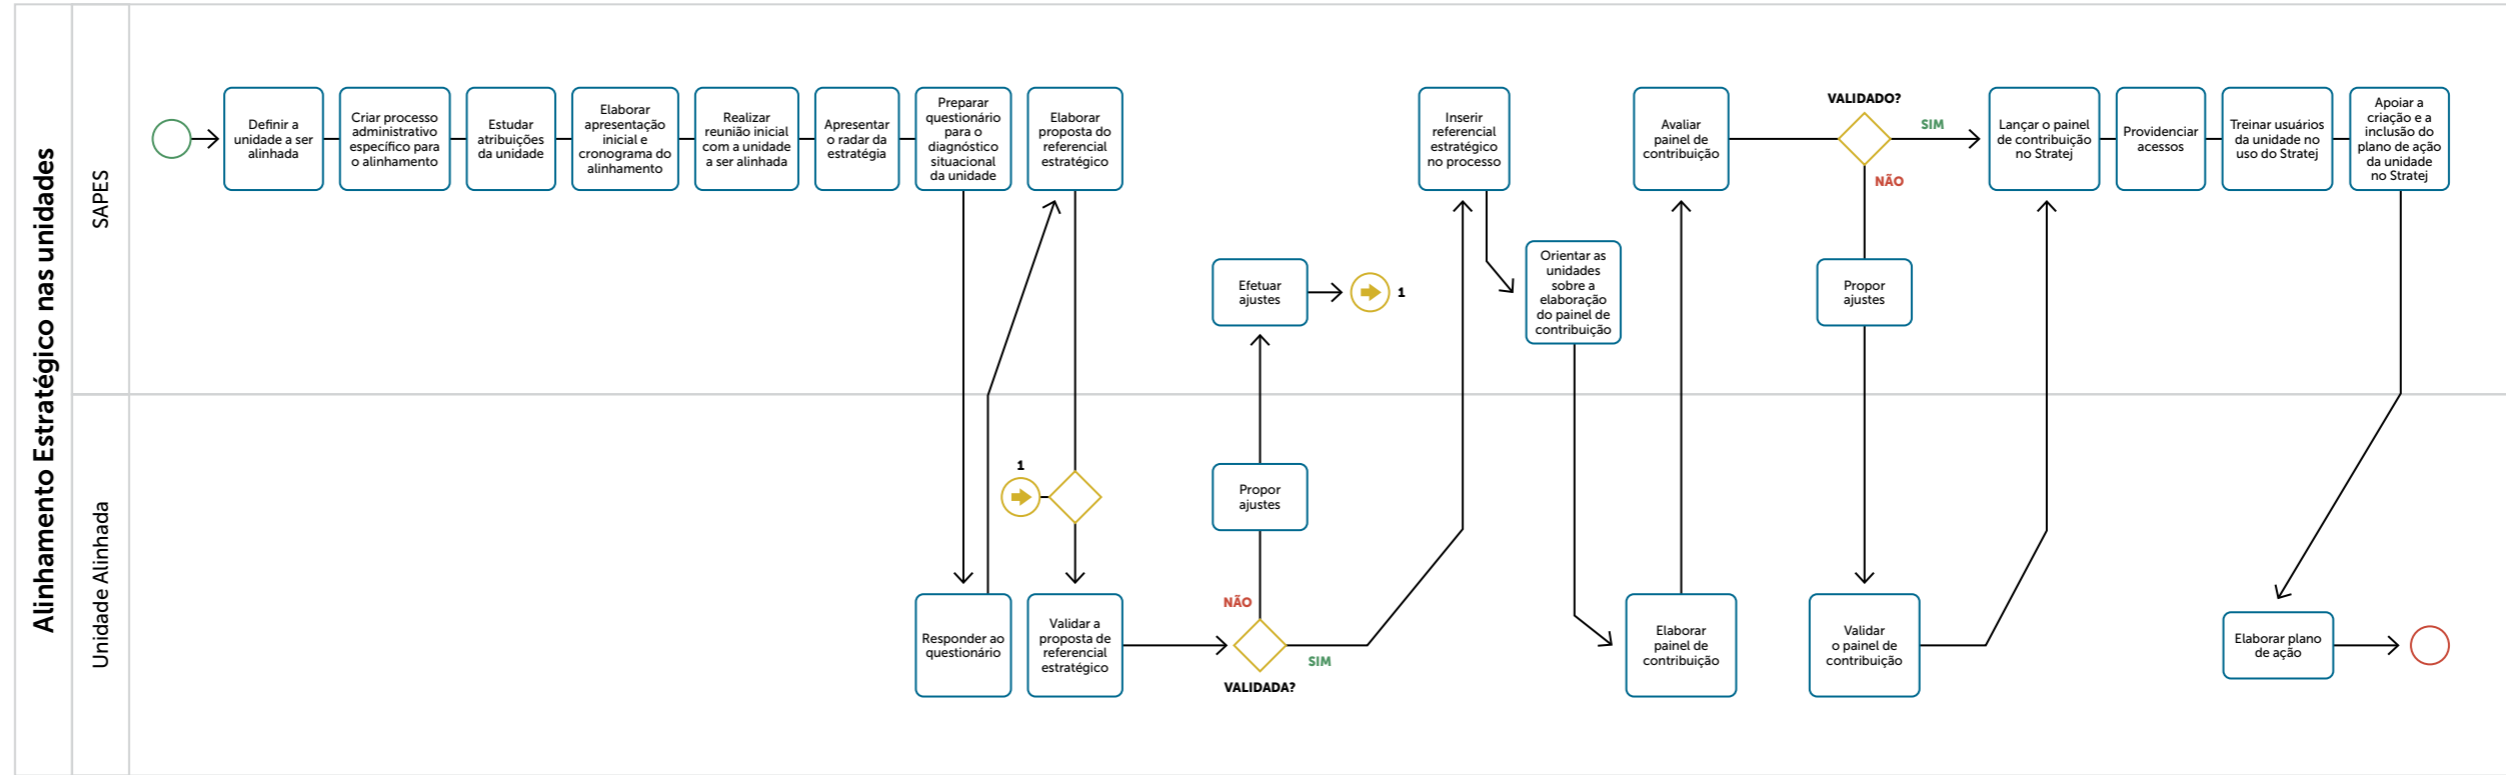 Alinhamento Estratégico nas unidades
SAPES
Definir a
unidade a ser
alinhada
Criar processo
administrativo
específico para
o alinhamento
Estudar
atribuições
da unidade
Elaborar
apresentação
inicial e
cronograma do
alinhamento
Realizar
reunião inicial
com a unidade
a ser alinhada
Apresentar
o radar da
estratégia
Preparar
questionário
para o
diagnóstico
situacional
da unidade
Elaborar
proposta do
referencial
estratégico
Efetuar
ajustes
1
Inserir
referencial
estratégico
no processo
Orientar as
unidades
sobre a
elaboração
do painel de
contribuição
Avaliar
painel de
contribuição
VALIDADO?
SIM
NÃO
Propor
ajustes
Lançar o painel
de contribuição
no Stratej
Providenciar
acessos
Treinar usuários
da unidade no
uso do Stratej
Apoiar a
criação e a
inclusão do
plano de ação
da unidade
no Stratej
Unidade Alinhada
Responder ao
questionário
1
Validar a
proposta de
referencial
estratégico
Propor
ajustes
NÃO
SIM
VALIDADA?
Elaborar
painel de
contribuição
Validar
o painel de
contribuição
Elaborar plano
de ação